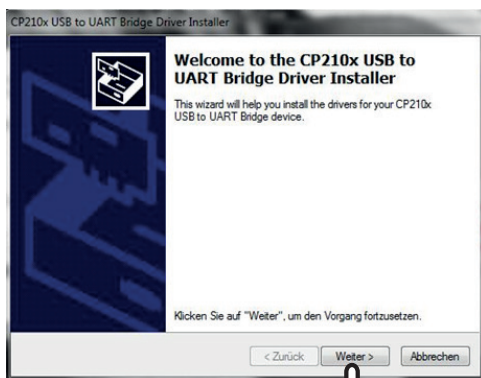 CP210x USB to UART Bridge Driver Installer
Welcome to the CP210x USB to
UART Bridge Driver Installer
This wizard will help you install the drivers for your CP210x
USB to UART Bridge device.
Klicken Sie auf "Weiter", um den Vorgang fortzusetzen.
< Zurück
Weiter >
Abbrechen